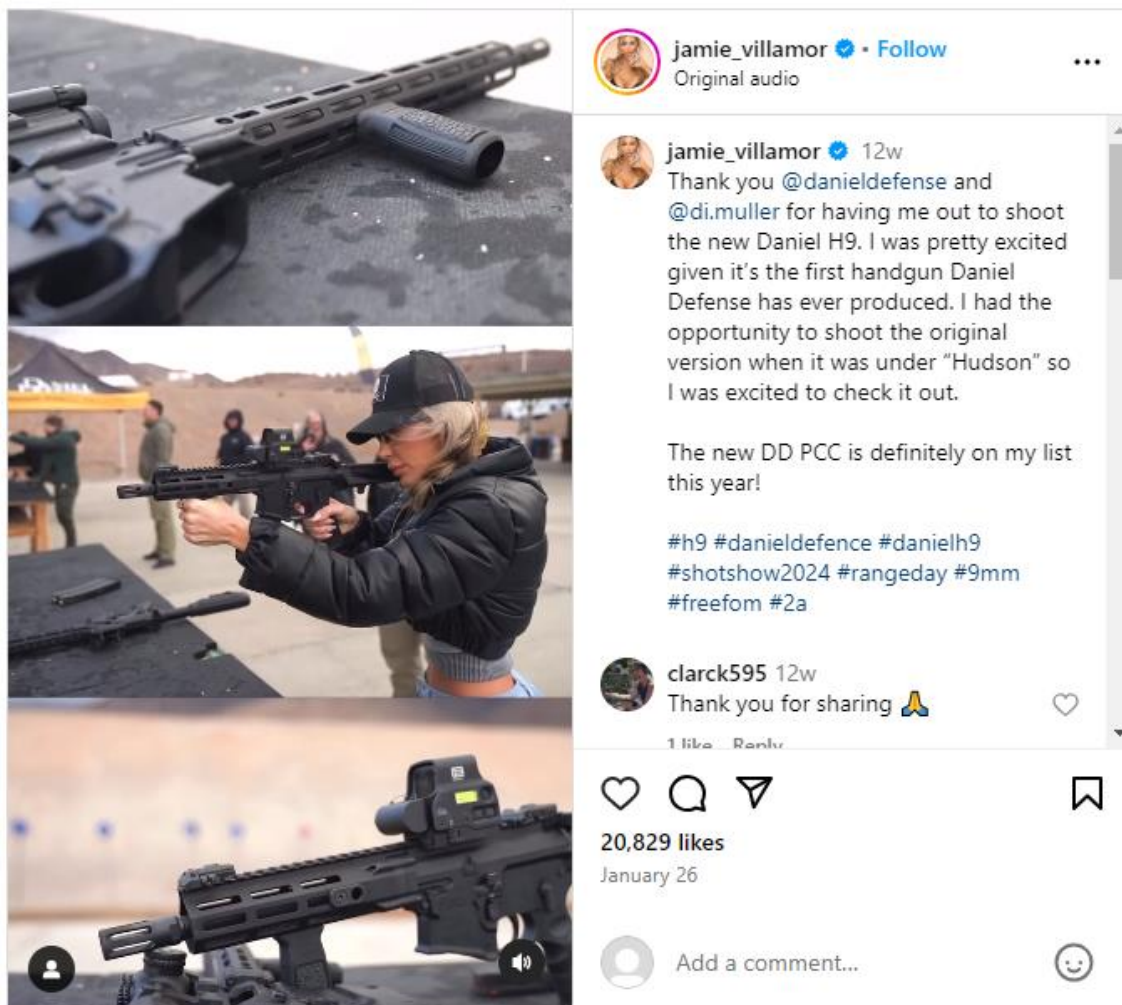 jamie_villamor • Follow
Original audio
jamie_villamor 12w
Thank you @danieldefense and
@di.muller for having me out to shoot
the new Daniel H9. I was pretty excited
given it's the first handgun Daniel
Defense has ever produced. I had the
opportunity to shoot the original
version when it was under “Hudson” so
I was excited to check it out.
The new DD PCC is definitely on my list
this year!
#h9 #danieldefence #danielh9
#shotshow2024 #rangeday #9mm
#freefom #2a
clarck595 12w
Thank you for sharing 🙏
1 like Reply
20,829 likes
January 26
Add a comment...